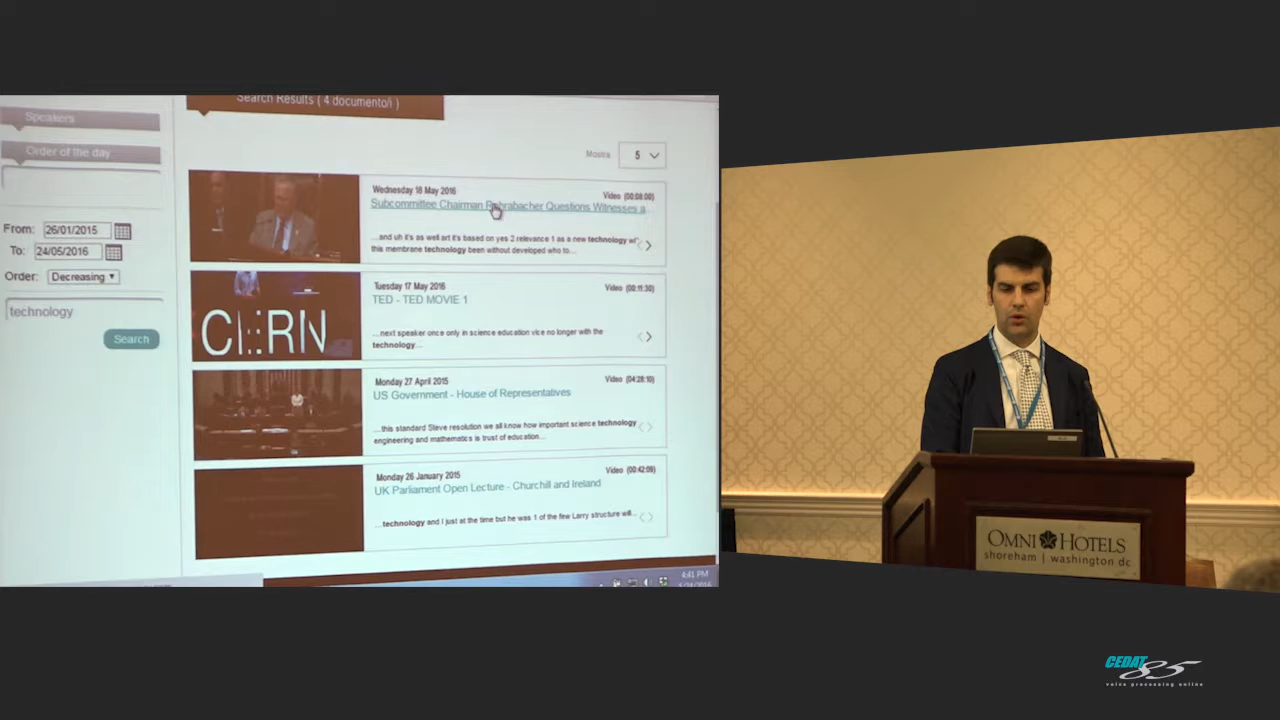 Search Results ( 4 documento/i )
Speakers
Order of the day
From: 26/01/2015
To: 24/05/2016
Order: Decreasing
technology
Search
Mostra 5
Wednesday 18 May 2016
Video (00:08:00)
Subcommittee Chairman Rohrabacher Questions Witnesses a
...and uh it's as well art it's based on yes 2 relevance 1 as a new technology wi
this membrane technology been without developed who to...
CERN
Tuesday 17 May 2016
Video (00:11:30)
TED - TED MOVIE 1
...next speaker once only in science education vice no longer with the
technology...
Monday 27 April 2015
Video (04:28:10)
US Government - House of Representatives
...this standard Steve resolution we all know how important science technology
engineering and mathematics is trust of education...
Monday 26 January 2015
Video (00:42:09)
UK Parliament Open Lecture - Churchill and Ireland
...technology and I just at the time but he was 1 of the few Larry structure will...
4:41 PM
OMNI HOTELS
shoreham | washington dc
CEDAT 85
voice processing online